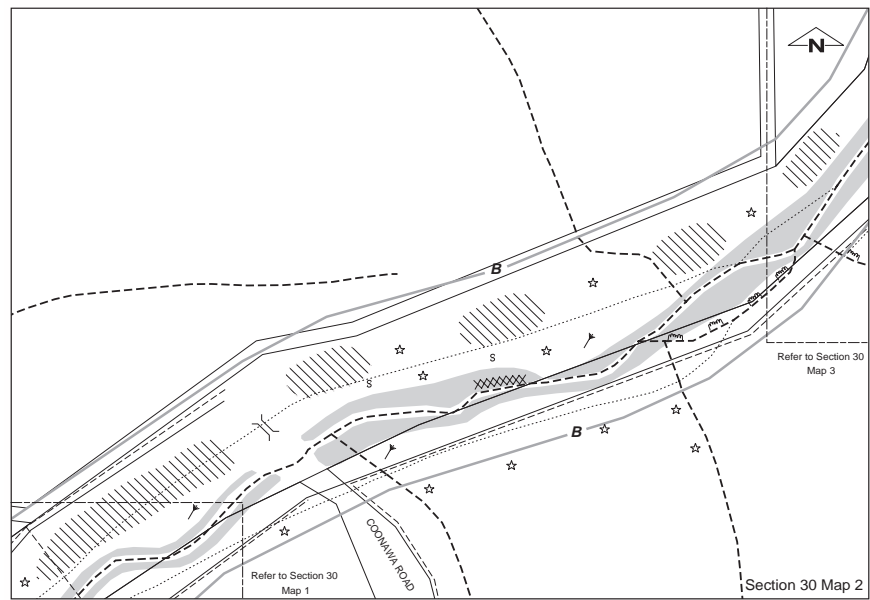 N
B
S
S
B
Refer to Section 30
Map 3
COONAWA ROAD
Refer to Section 30
Map 1
Section 30 Map 2